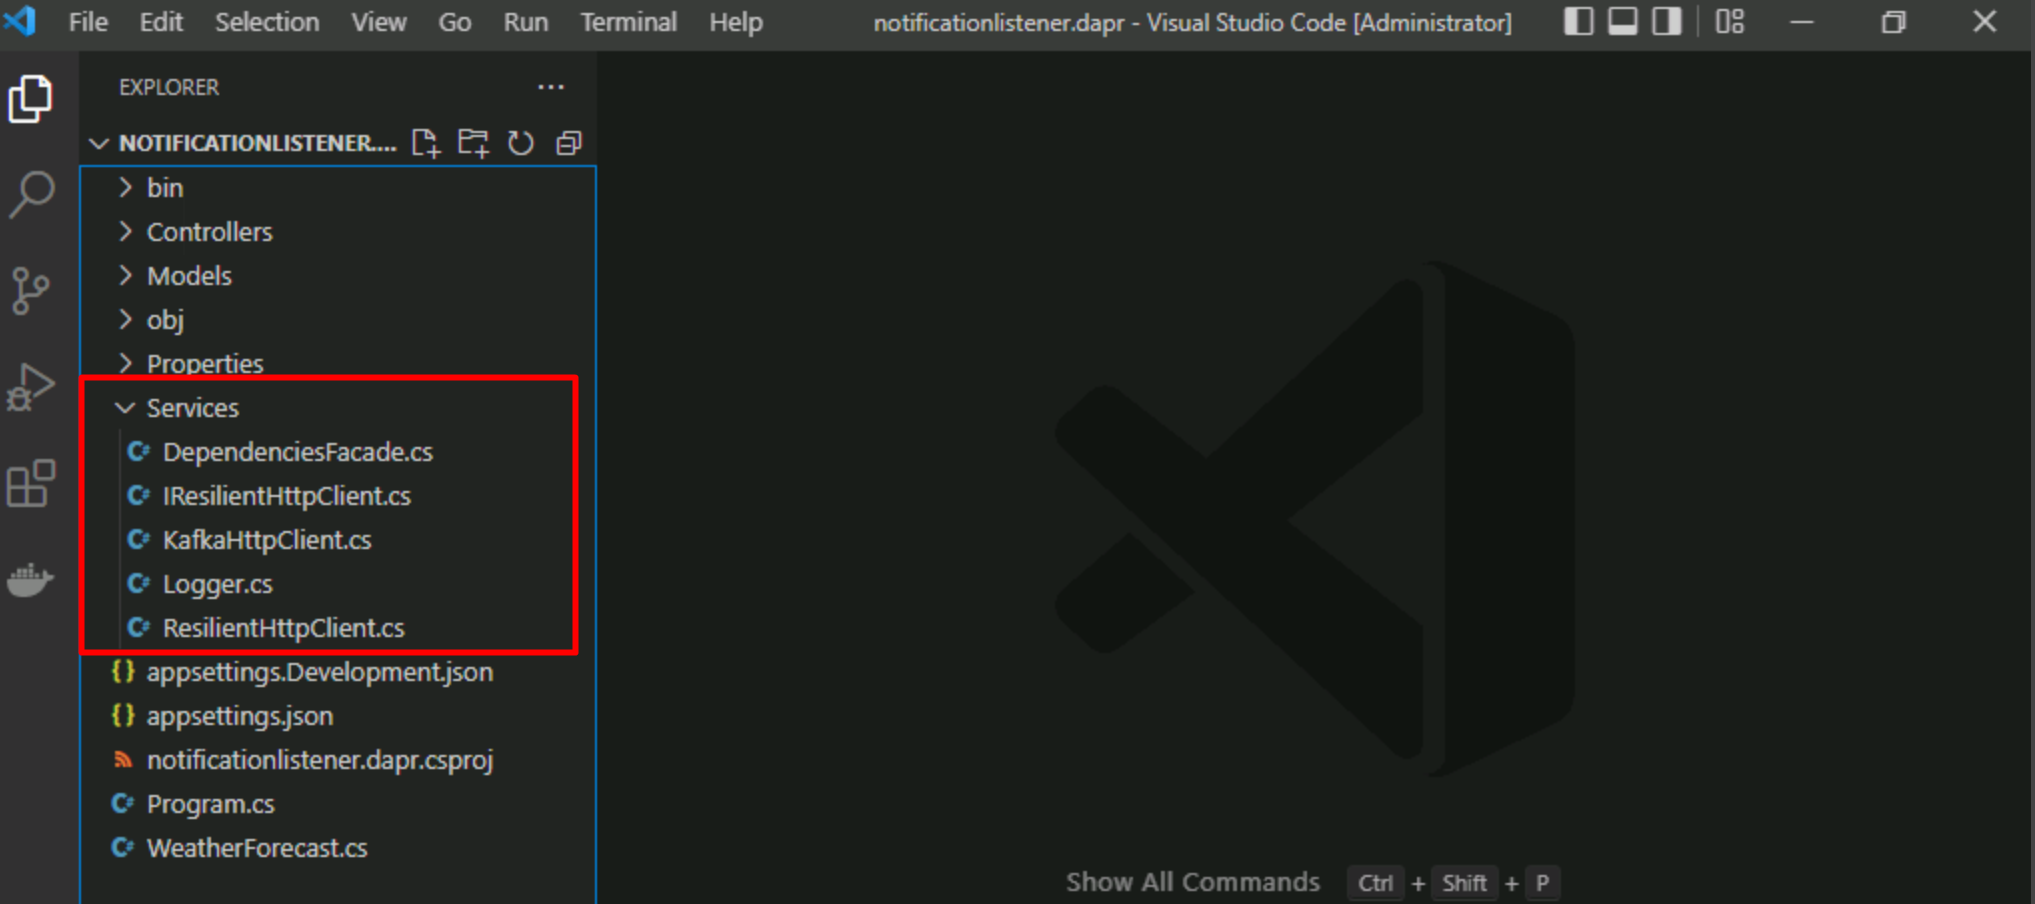 File Edit Selection View Go Run Terminal Help notificationlistener.dapr - Visual Studio Code [Administrator]
EXPLORER ...
NOTIFICATIONLISTENER....
bin
Controllers
Models
obj
Properties
Services
C# DependenciesFacade.cs
C# IResilientHttpClient.cs
C# KafkaHttpClient.cs
C# Logger.cs
C# ResilientHttpClient.cs
{} appsettings.Development.json
{} appsettings.json
notificationlistener.dapr.csproj
C# Program.cs
C# WeatherForecast.cs
Show All Commands Ctrl + Shift + P